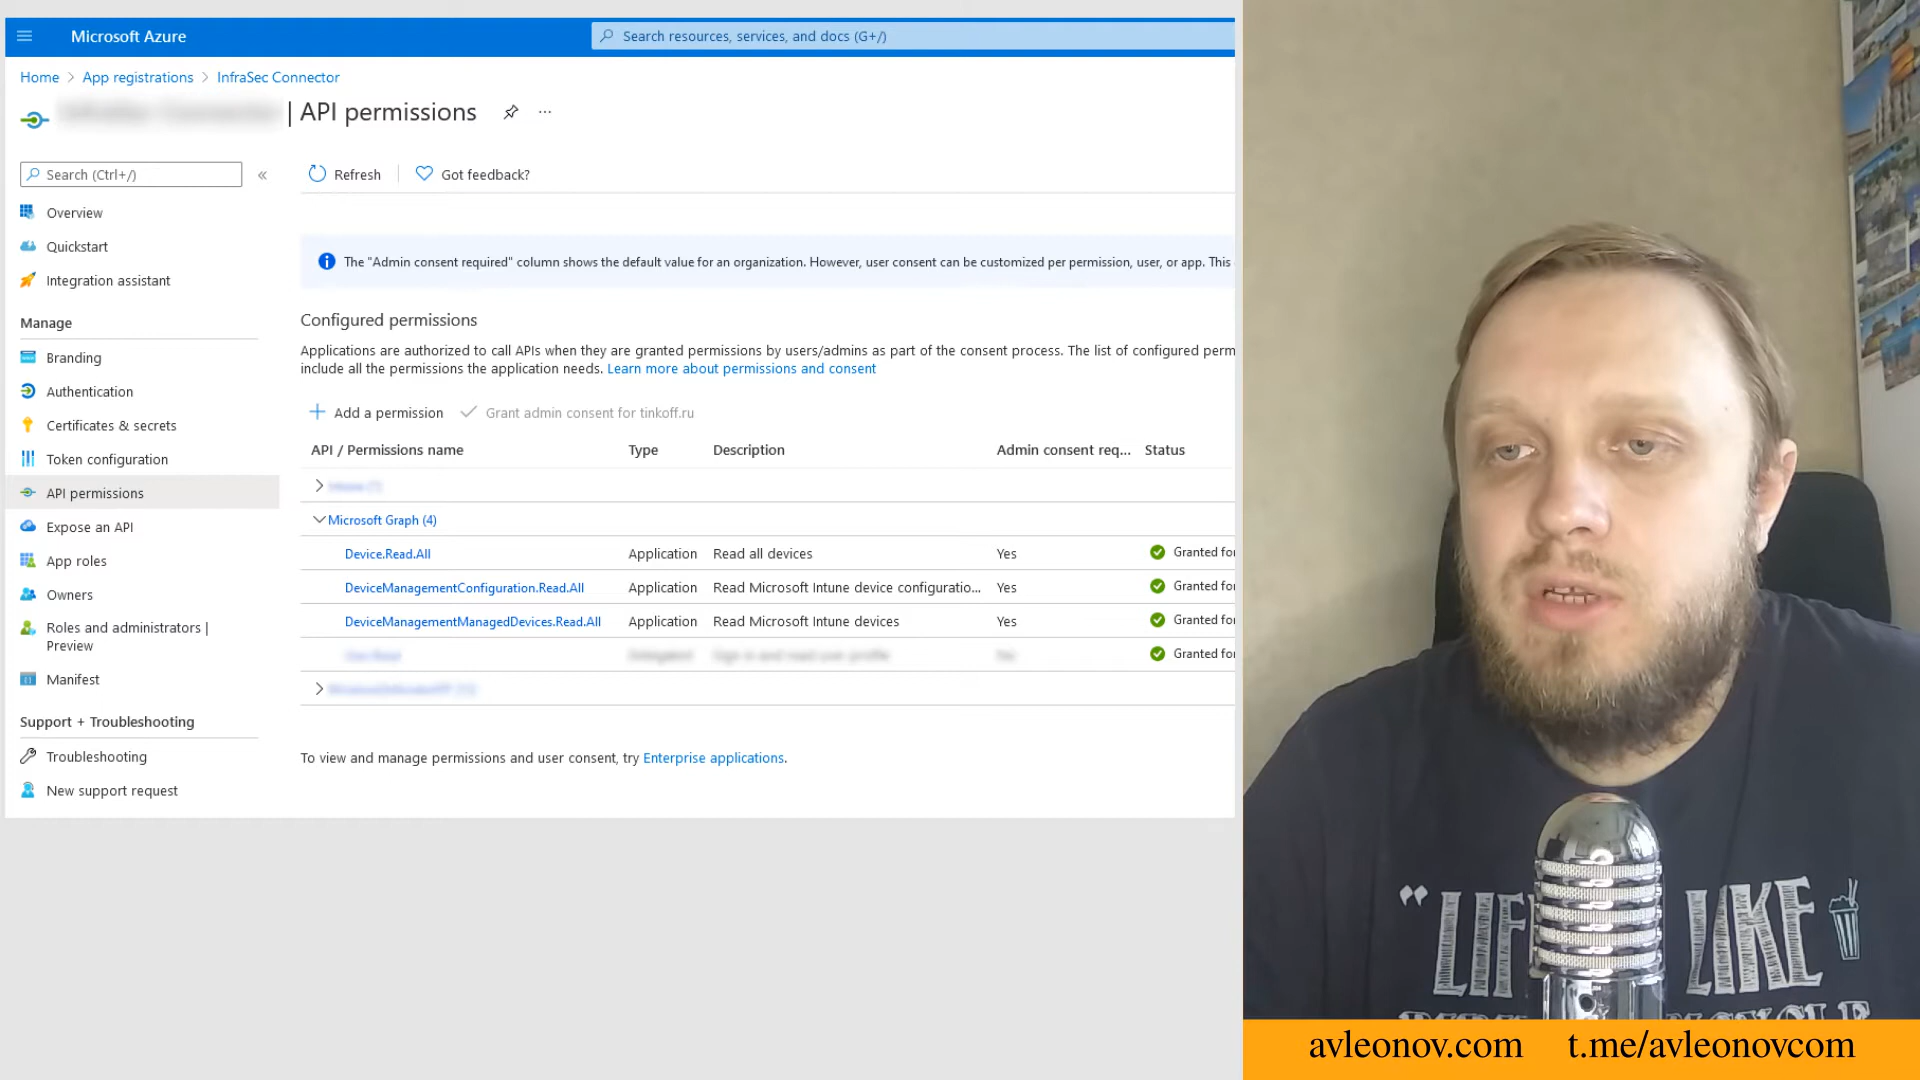 Microsoft Azure
Search resources, services, and docs (G+/)
Home > App registrations > InfraSec Connector
| API permissions
Search (Ctrl+/)
«
Refresh
Got feedback?
Overview
Quickstart
Integration assistant
Manage
Branding
Authentication
Certificates & secrets
Token configuration
API permissions
Expose an API
App roles
Owners
Roles and administrators |
Preview
Manifest
Support + Troubleshooting
Troubleshooting
New support request
The "Admin consent required" column shows the default value for an organization. However, user consent can be customized per permission, user, or app. This
Configured permissions
Applications are authorized to call APIs when they are granted permissions by users/admins as part of the consent process. The list of configured perm
include all the permissions the application needs. Learn more about permissions and consent
+ Add a permission
Grant admin consent for tinkoff.ru
API / Permissions name Type Description Admin consent req... Status
Microsoft Graph (4)
Device.Read.All Application Read all devices Yes Granted for
DeviceManagementConfiguration.Read.All Application Read Microsoft Intune device configuratio... Yes Granted for
DeviceManagementManagedDevices.Read.All Application Read Microsoft Intune devices Yes Granted for
Granted for
To view and manage permissions and user consent, try Enterprise applications.
"LIF LIKE
avleonov.com t.me/avleonovcom